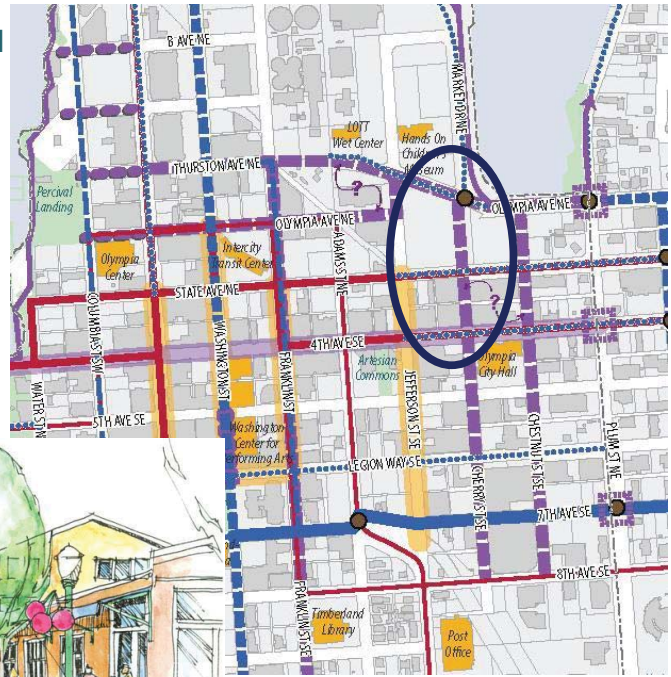 B AVE NE
MARKET DRIVE
LOTT
Wet Center
Hands On
Children's
Museum
THURSTON AVE NE
Percival
Landing
?
OLYMPIA AVE NE
OLYMPIA AVE NE
Olympia
Center
Intercity
Transit Center
ADAMS ST NE
STATE AVE NE
?
COLUMBIA ST SW
WASHINGTON ST
FRANKLIN ST
4TH AVE SE
Artesian
Commons
Olympia
City Hall
WATER ST
JEFFERSON ST SE
5TH AVE SE
Washington
Center for
Performing Arts
CHESTNUT ST SE
PLUM ST NE
LEGION WAY SE
CHERRY ST SE
7TH AVE SE
8TH AVE SE
FRANKLIN ST SE
Timberland
Library
Post
Office